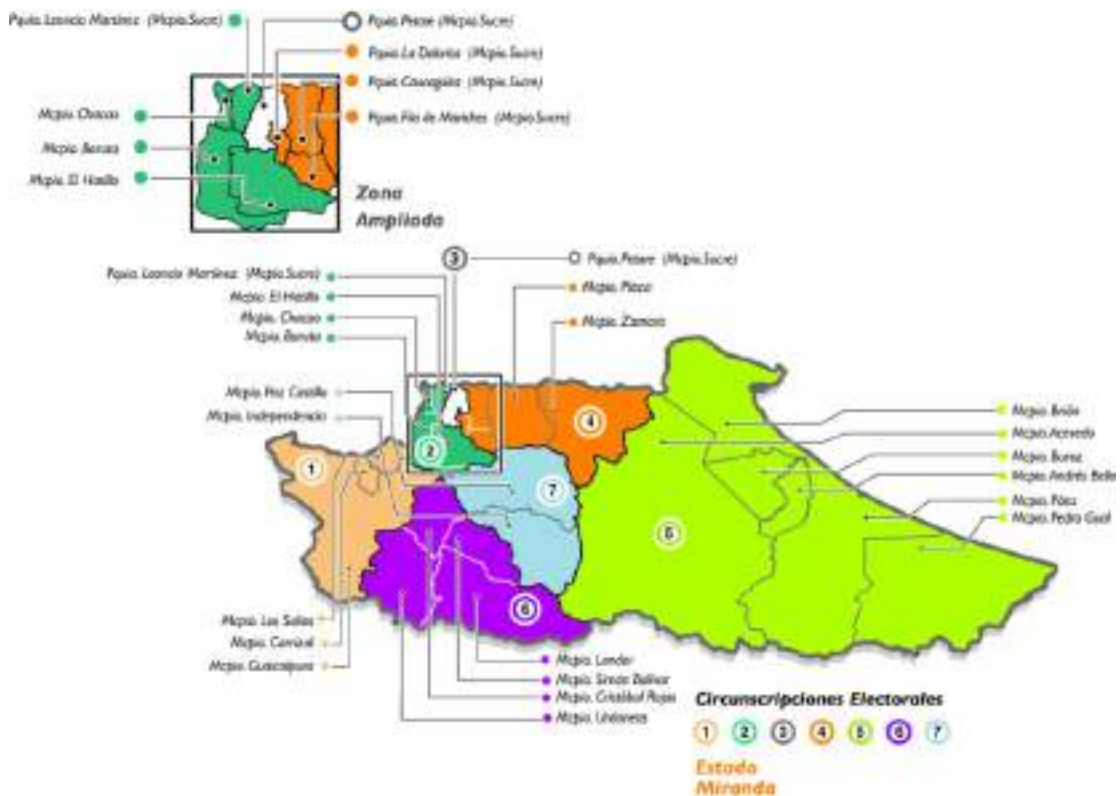 Pquia. Leoncio Martínez (Mcpio. Sucre)
Pquia. Petare (Mcpio. Sucre)
Pquia. La Dolorita (Mcpio. Sucre)
Pquia. Caucagüita (Mcpio. Sucre)
Pquia. Fila de Mariches (Mcpio. Sucre)
Mcpio. Chacao
Mcpio. Baruta
Mcpio. El Hatillo
Zona
Ampliada
3
Pquia. Petare (Mcpio. Sucre)
Pquia. Leoncio Martínez (Mcpio. Sucre)
Mcpio. El Hatillo
Mcpio. Chacao
Mcpio. Baruta
Mcpio. Plaza
Mcpio. Zamora
Mcpio. Paz Castillo
Mcpio. Independencia
1
2
4
7
5
6
Mcpio. Brión
Mcpio. Acevedo
Mcpio. Buroz
Mcpio. Andrés Bello
Mcpio. Páez
Mcpio. Pedro Gual
Mcpio. Los Salias
Mcpio. Carrizal
Mcpio. Guaicaipuro
Mcpio. Lander
Mcpio. Simón Bolívar
Mcpio. Cristóbal Rojas
Mcpio. Urdaneta
Circunscripciones Electorales
1 2 3 4 5 6 7
Estado
Miranda